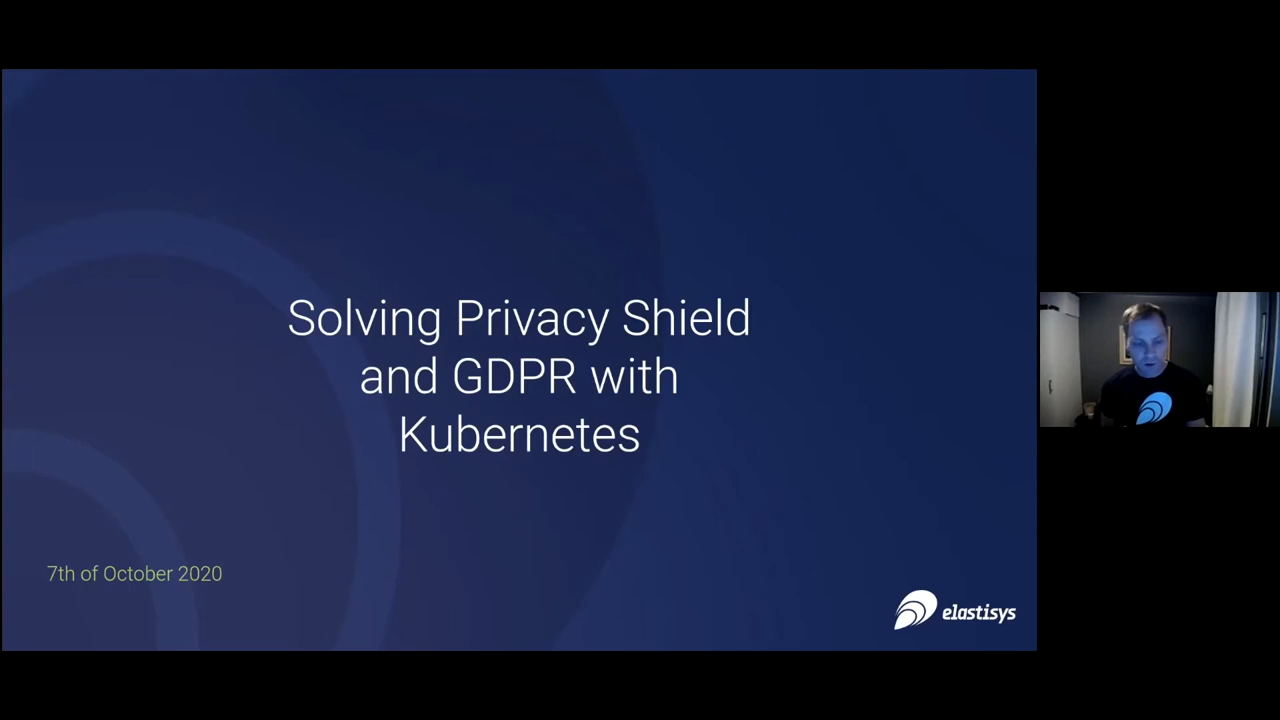 Solving Privacy Shield
and GDPR with
Kubernetes
7th of October 2020
elastisys